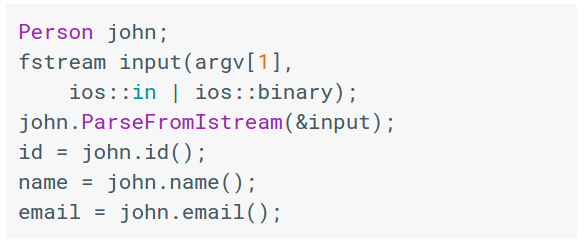 Person john;
fstream input(argv[1],
    ios::in | ios::binary);
john.ParseFromIstream(&input);
id = john.id();
name = john.name();
email = john.email();